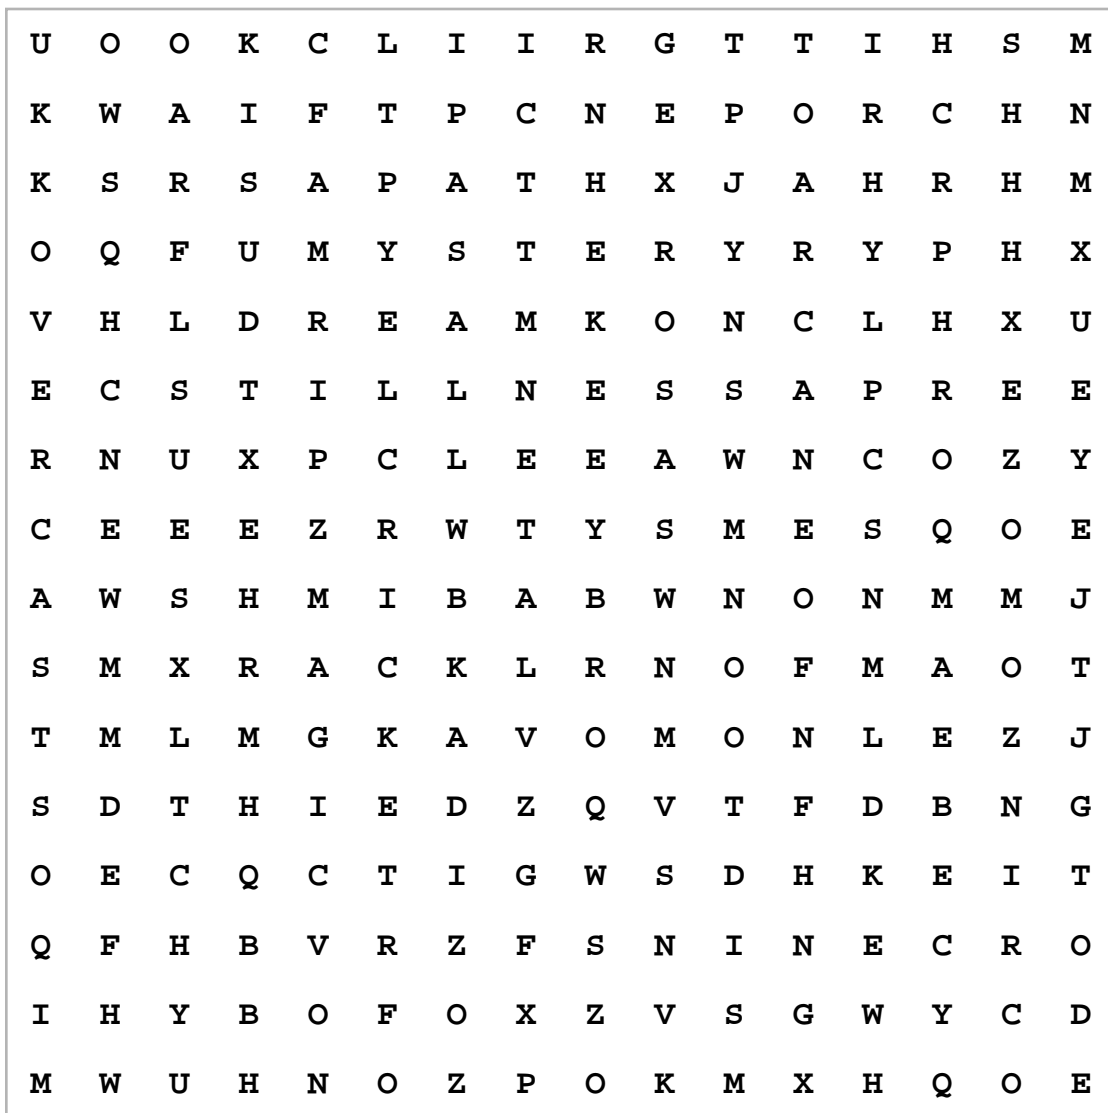 U O O K C L I I R G T T I H S M
K W A I F T P C N E P O R C H N
K S R S A P A T H X J A H R H M
O Q F U M Y S T E R Y R Y P H X
V H L D R E A M K O N C L H X U
E C S T I L L N E S S A P R E E
R N U X P C L E E A W N C O Z Y
C E E E Z R W T Y S M E S Q O E
A W S H M I B A B W N O N M M J
S M X R A C K L R N O F M A O T
T M L M G K A V O M O N L E Z J
S D T H I E D Z Q V T F D B N G
O E C Q C T I G W S D H K E I T
Q F H B V R Z F S N I N E C R O
I H Y B O F O X Z V S G W Y C D
M W U H N O Z P O K M X H Q O E